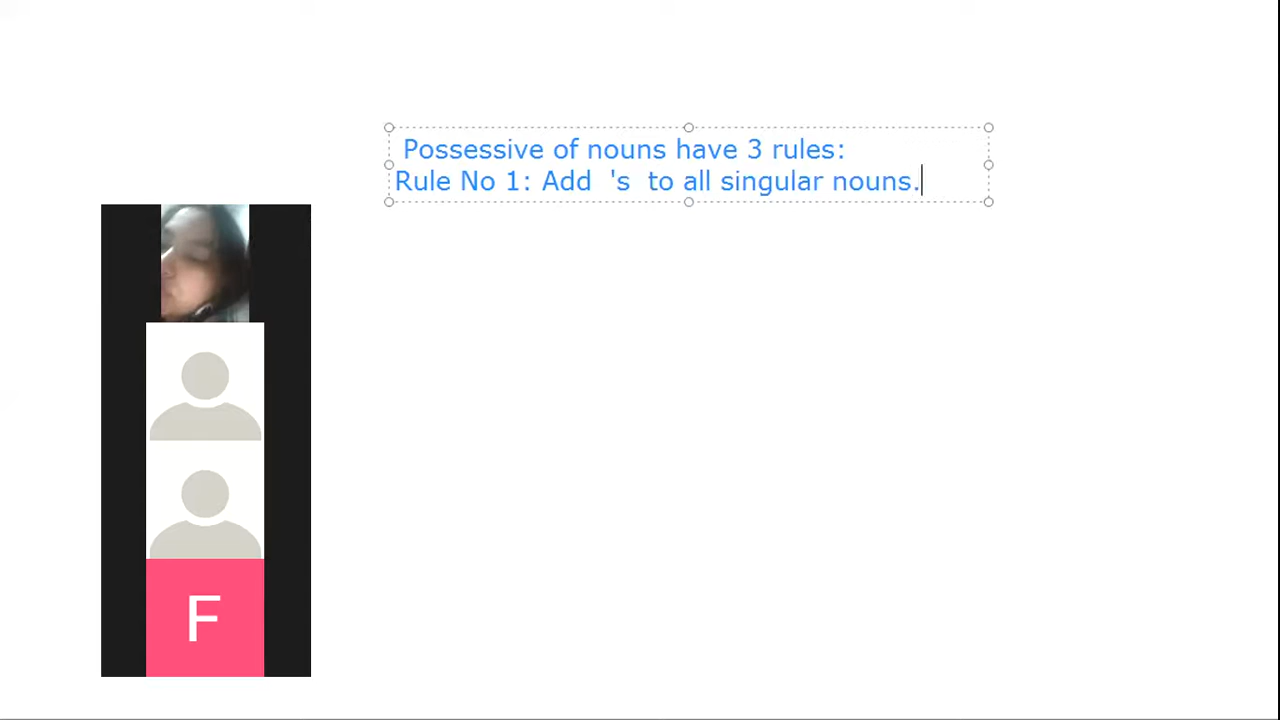 Possessive of nouns have 3 rules:
Rule No 1: Add 's to all singular nouns.
F